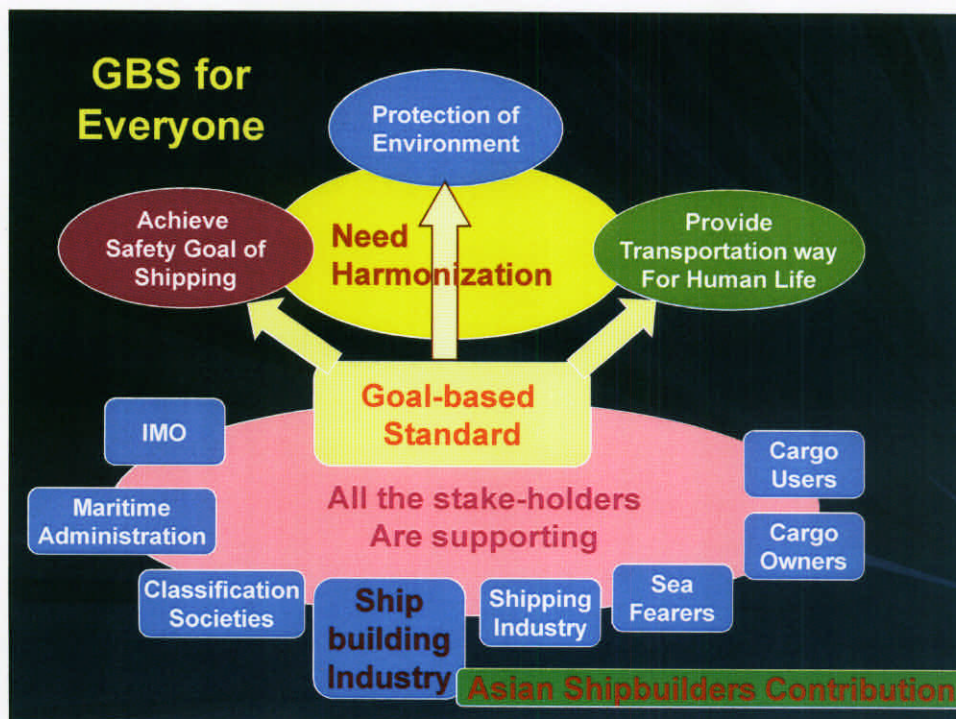 GBS for
Everyone
Protection of
Environment
Achieve
Safety Goal of
Shipping
Need
Harmonization
Provide
Transportation way
For Human Life
Goal-based
Standard
IMO
Maritime
Administration
Classification
Societies
All the stake-holders
Are supporting
Ship
building
Industry
Shipping
Industry
Sea
Fearers
Cargo
Users
Cargo
Owners
Asian Shipbuilders Contribution